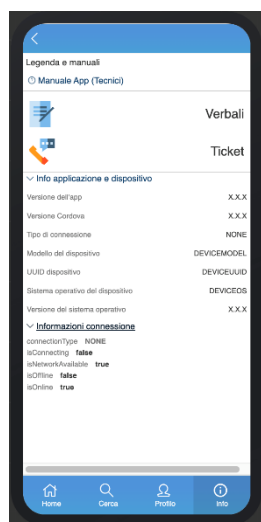 Legenda e manuali
Manuale App (Tecnici)
Verbali
Ticket
Info applicazione e dispositivo
Versione dell'app X.X.X
Versione Cordova X.X.X
Tipo di connessione NONE
Modello del dispositivo DEVICEMODEL
UUID dispositivo DEVICEUUID
Sistema operativo del dispositivo DEVICEOS
Versione del sistema operativo X.X.X
Informazioni connessione
connectionType NONE
isConnecting false
isNetworkAvailable true
isOffline false
isOnline true
Home Cerca Profilo Info